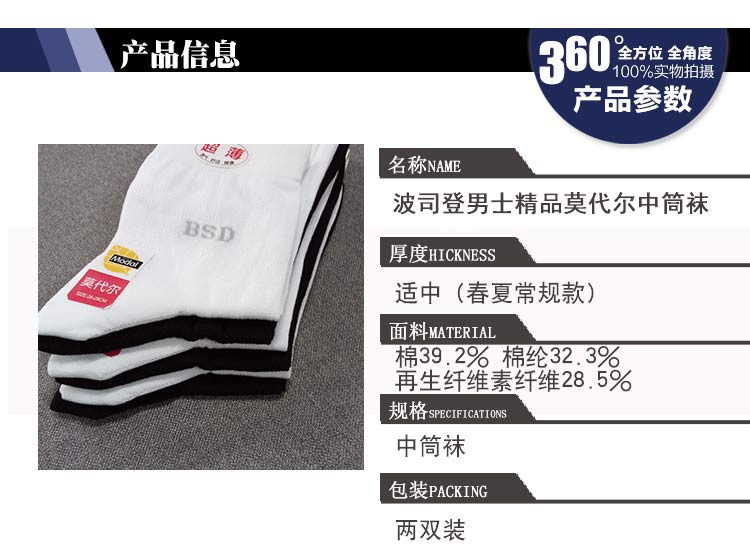 产品信息
360°全方位 全角度
100%实物拍摄
产品参数
超薄
BSD
Modal
莫代尔
名称NAME
波司登男士精品莫代尔中筒袜
厚度HICKNESS
适中（春夏常规款）
面料MATERIAL
棉39.2% 棉纶32.3%
再生纤维素纤维28.5%
规格SPECIFICATIONS
中筒袜
包装PACKING
两双装